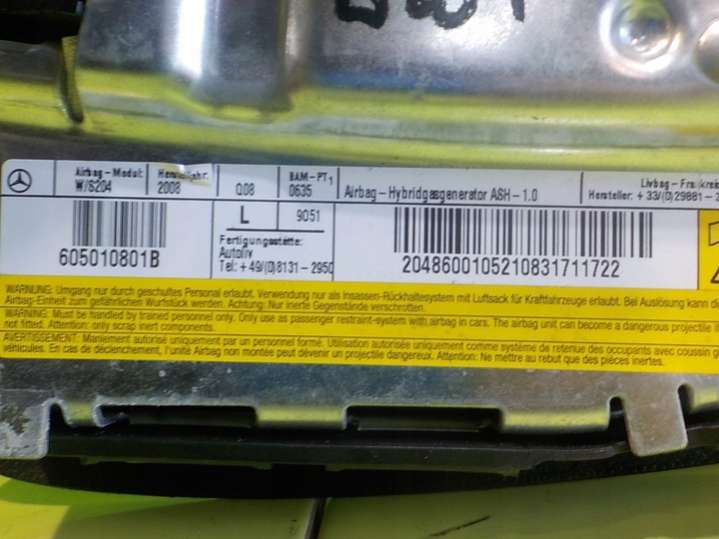 Airbag-Modul:
W/S204
Herstelljahr:
2008
Q.08
BAM-PT1
0635
Airbag-Hybridgasgenerator ASH-1.0
Hersteller: +33/(0)29881-
L
9051
Fertigungsstätte:
Autoliv
Tel: +49/(0)8131-2950
605010801B
2048600105210831711722
WARNUNG: Umgang nur durch geschultes Personal erlaubt. Verwendung nur als Insassen-Rückhaltesystem mit Luftsack für Kraftfahrzeuge erlaubt. Bei Auslösung kann d
Airbag-Einheit zum gefährlichen Wurfstück werden. Achtung: Nur inerte Gegenstände verschrotten.
WARNING: Must be handled by trained personnel only. Only use as passenger restraint-system with airbag in cars. The airbag unit can become a dangerous projectile
not fitted. Attention: only scrap inert components.
AVERTISSEMENT: Maniement autorisé uniquement par un personnel formé. Utilisation autorisée uniquement comme système de retenue des occupants avec coussin g
véhicules. En cas de déclenchement, l'unité Airbag non montée peut devenir un projectile dangereux. Attention: Ne mettre au rebut que des pièces inertes.